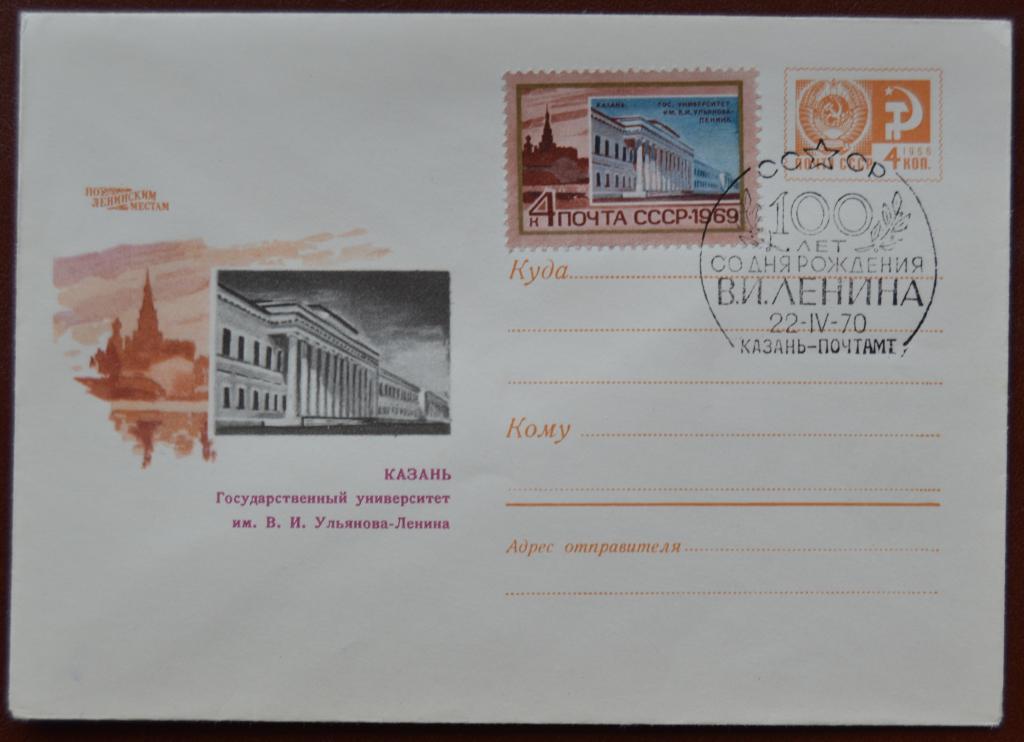 ПО
ЛЕНИНСКИМ
МЕСТАМ
КАЗАНЬ
Государственный университет
им. В. И. Ульянова-Ленина
КАЗАНЬ. ГОС. УНИВЕРСИТЕТ
ИМ. В.И. УЛЬЯНОВА-
ЛЕНИНА
4 К ПОЧТА СССР·1969
1966
ПОЧТА СССР 4 КОП.
СССР
100
ЛЕТ
СО ДНЯ РОЖДЕНИЯ
В.И.ЛЕНИНА
22-IV-70
КАЗАНЬ-ПОЧТАМТ
Куда
Кому
Адрес отправителя